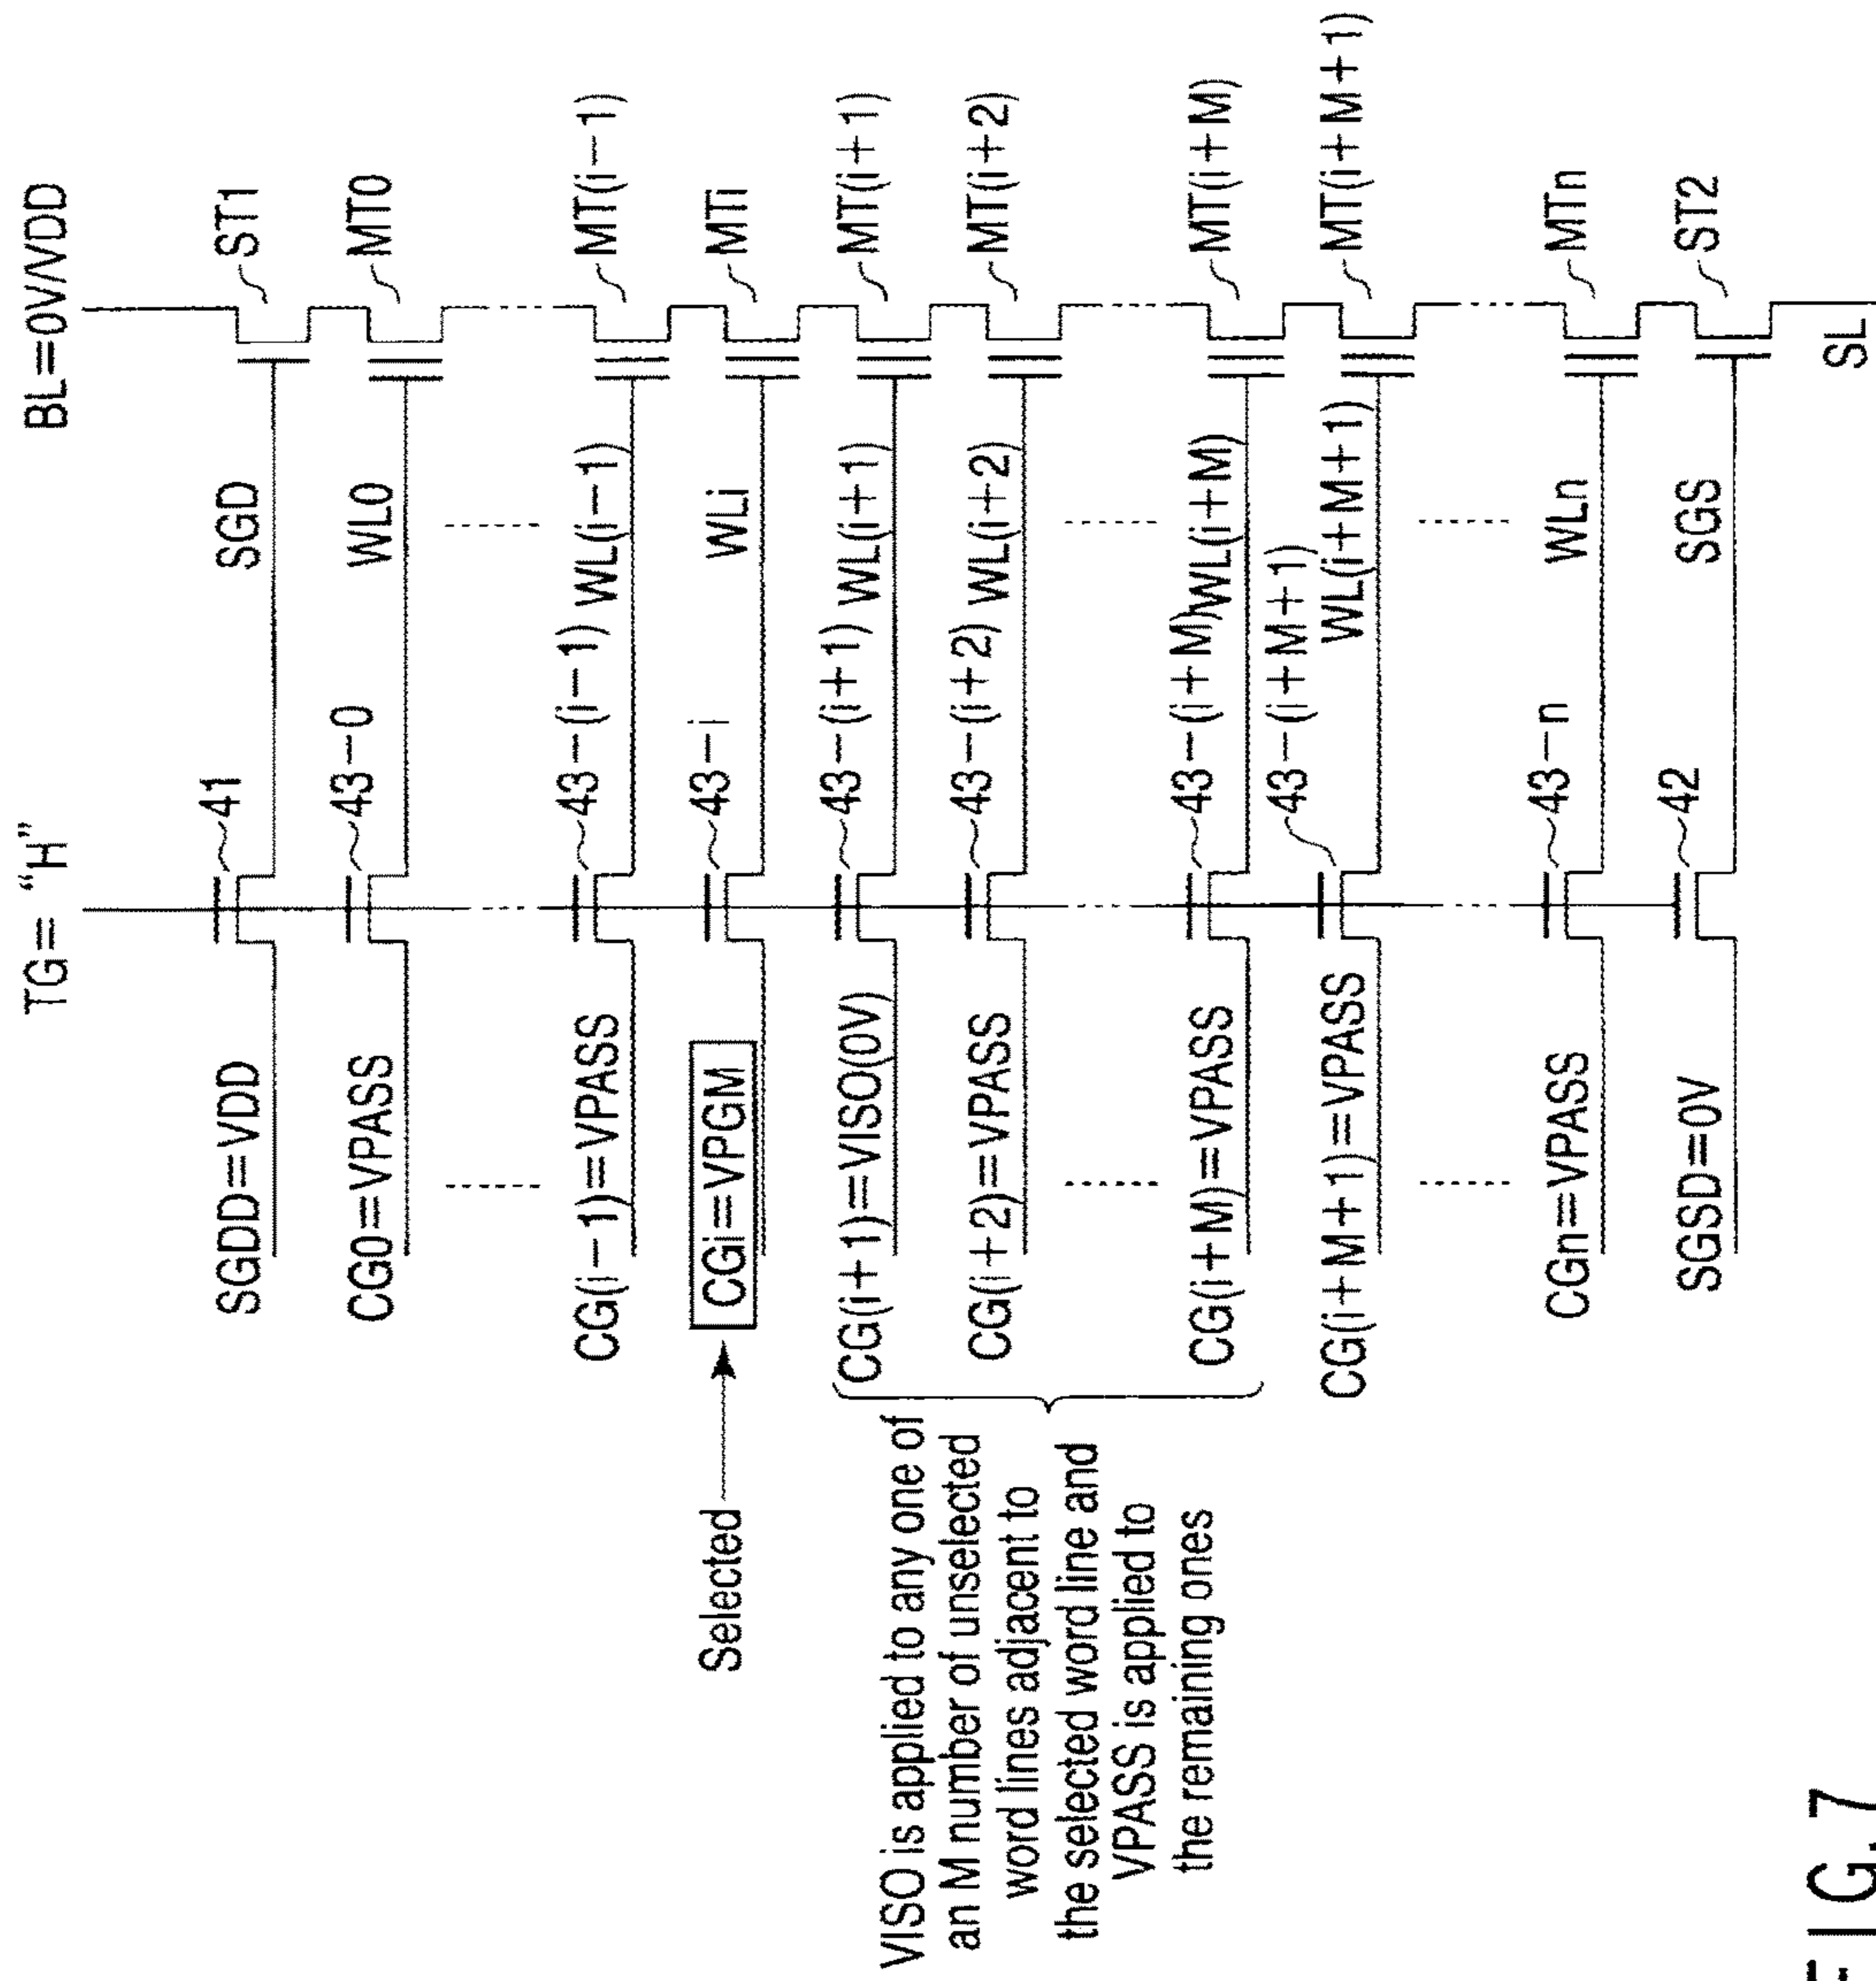 TG= “H”
BL=0V/VDD
SGDD=VDD
41
SGD
ST1
CG0=VPASS
43-0
WL0
MT0
CG(i-1)=VPASS
43-(i-1)
WL(i-1)
MT(i-1)
Selected
CGi=VPGM
43-i
WLi
MTi
CG(i+1)=VISO(0V)
43-(i+1)
WL(i+1)
MT(i+1)
CG(i+2)=VPASS
43-(i+2)
WL(i+2)
MT(i+2)
VISO is applied to any one of
an M number of unselected
word lines adjacent to
the selected word line and
VPASS is applied to
the remaining ones
CG(i+M)=VPASS
43-(i+M)
WL(i+M)
MT(i+M)
CG(i+M+1)=VPASS
43-(i+M+1)
WL(i+M+1)
MT(i+M+1)
CGn=VPASS
43-n
WLn
MTn
SGSD=0V
42
SGS
ST2
SL
FIG. 7